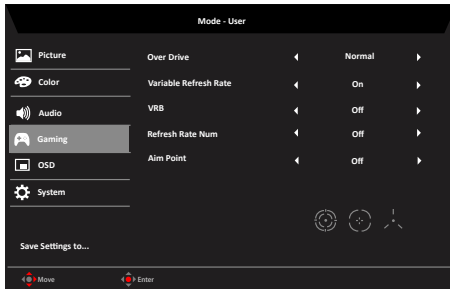 Mode - User
Picture
Over Drive Normal
Color
Variable Refresh Rate On
Audio
VRB Off
Gaming
Refresh Rate Num Off
OSD
Aim Point Off
System
Save Settings to...
Move Enter